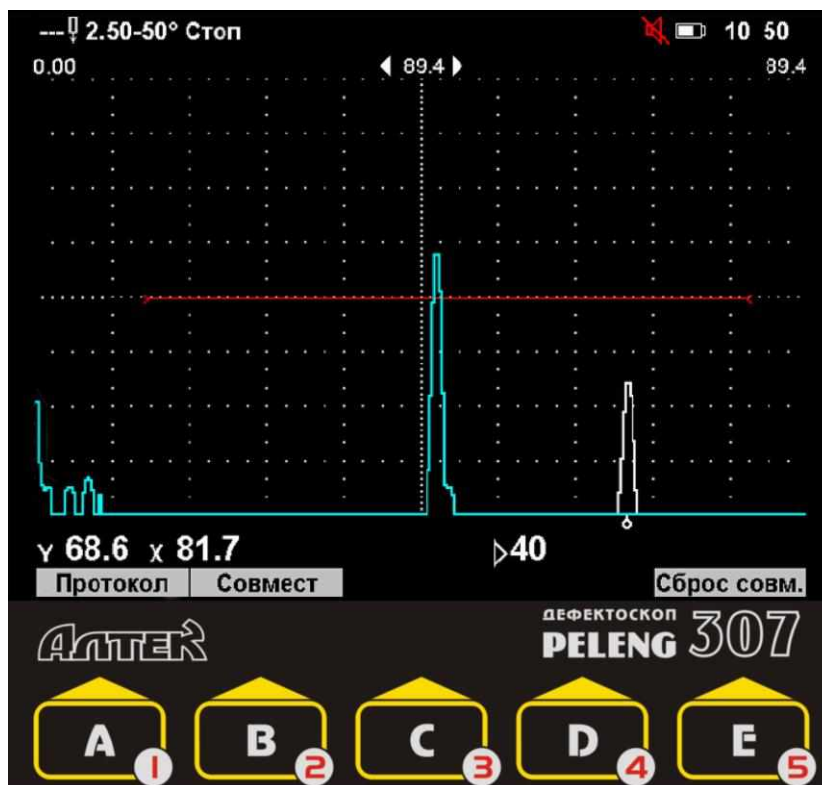 --- 2.50-50° Стоп 10 50
0.00 89.4 89.4
Y 68.6 X 81.7 40
Протокол Совмест Сброс совм.
АЛТЕК ДЕФЕКТОСКОП PELENG 307
A 1 B 2 C 3 D 4 E 5